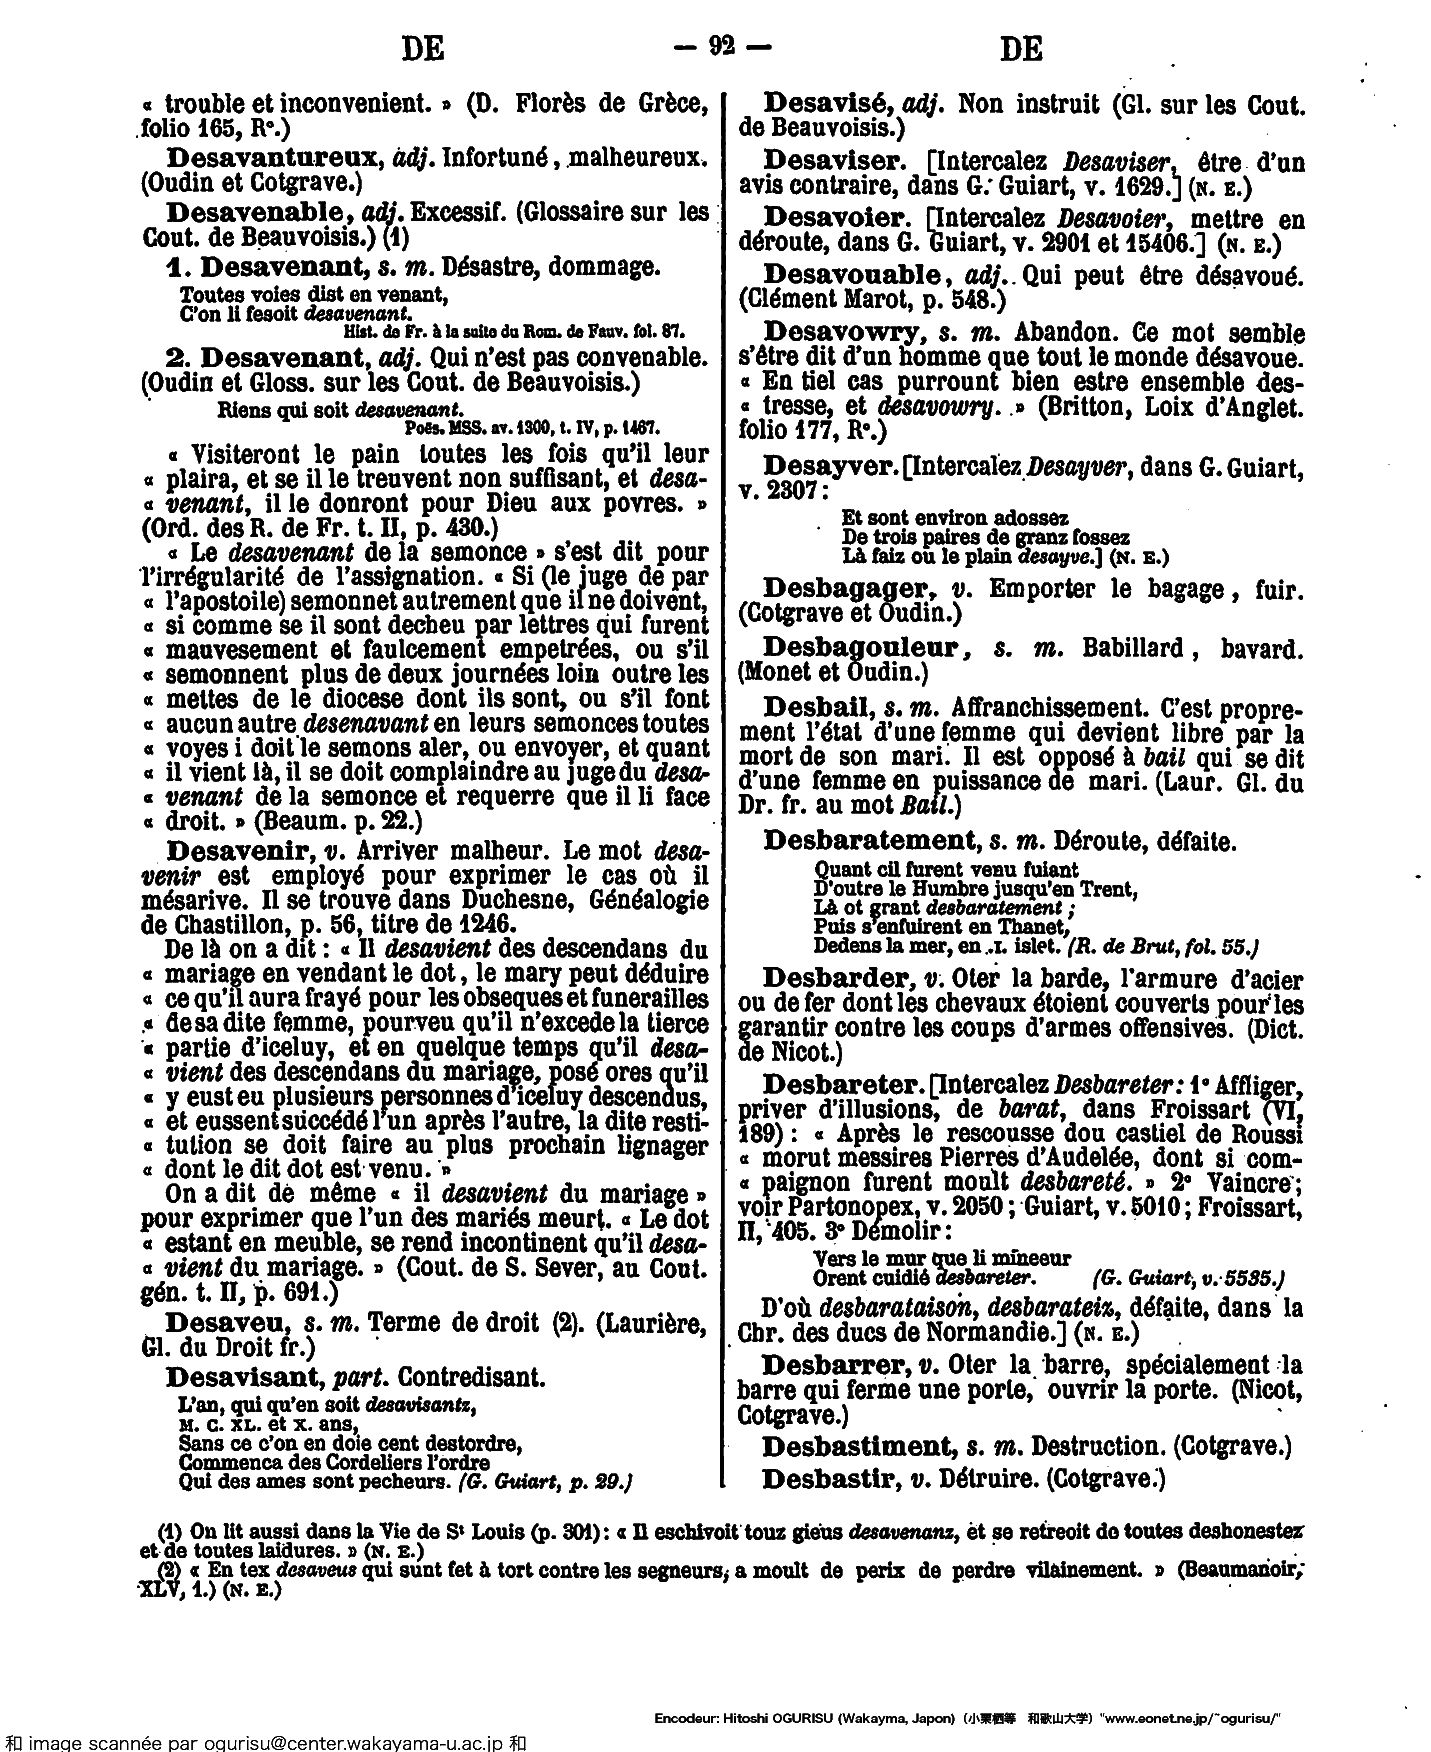 DE
— 92 —
DE
« trouble et inconvenient. » (D. Florès de Grèce,
folio 165, R°.)
Desavantureux, adj. Infortuné, malheureux.
(Oudin et Cotgrave.)
Desavenable, adj. Excessif. (Glossaire sur les
Cout. de Beauvoisis.) (1)
1. Desavenant, s. m. Désastre, dommage.
Toutes voies dist en venant,
C'on li fesoit desavenant.
Hist. de Fr. à la suite du Rom. de Fauv. fol. 87.
2. Desavenant, adj. Qui n'est pas convenable.
(Oudin et Gloss. sur les Cout. de Beauvoisis.)
Riens qui soit desavenant.
Poës. MSS. av. 1300, t. IV, p. 1467.
« Visiteront le pain toutes les fois qu'il leur
« plaira, et se il le treuvent non suffisant, et desa-
« venant, il le donront pour Dieu aux povres. »
(Ord. des R. de Fr. t. II, p. 430.)
« Le desavenant de la semonce » s'est dit pour
l'irrégularité de l'assignation. « Si (le juge de par
« l'apostoile) semonnet autrement que il ne doivent,
« si comme se il sont decheu par lettres qui furent
« mauvesement et faulcement empetrées, ou s'il
« semonnent plus de deux journées loin outre les
« mettes de le diocese dont ils sont, ou s'il font
« aucun autre desenavant en leurs semonces toutes
« voyes i doit le semons aler, ou envoyer, et quant
« il vient là, il se doit complaindre au juge du desa-
« venant de la semonce et requerre que il li face
« droit. » (Beaum. p. 22.)
Desavenir, v. Arriver malheur. Le mot desa-
venir est employé pour exprimer le cas où il
mésarive. Il se trouve dans Duchesne, Généalogie
de Chastillon, p. 56, titre de 1246.
De là on a dit : « Il desavient des descendans du
« mariage en vendant le dot, le mary peut déduire
« ce qu'il aura frayé pour les obseques et funerailles
« de sa dite femme, pourveu qu'il n'excede la tierce
« partie d'iceluy, et en quelque temps qu'il desa-
« vient des descendans du mariage, posé ores qu'il
« y eust eu plusieurs personnes d'iceluy descendus,
« et eussent succédé l'un après l'autre, la dite resti-
« tution se doit faire au plus prochain lignager
« dont le dit dot est venu. »
On a dit de même « il desavient du mariage »
pour exprimer que l'un des mariés meurt. « Le dot
« estant en meuble, se rend incontinent qu'il desa-
« vient du mariage. » (Cout. de S. Sever, au Cout.
gén. t. II, p. 691.)
Desaveu, s. m. Terme de droit (2). (Laurière,
Gl. du Droit fr.)
Desavisant, part. Contredisant.
L'an, qui qu'en soit desavisantz,
M. C. XL. et X. ans,
Sans ce c'on en doie cent destordre,
Commenca des Cordeliers l'ordre
Qui des ames sont pecheurs. (G. Guiart, p. 29.)
Desavisé, adj. Non instruit (Gl. sur les Cout.
de Beauvoisis.)
Desaviser. [Intercalez Desaviser, être d'un
avis contraire, dans G. Guiart, v. 1629.] (N. E.)
Desavoier. [Intercalez Desavoier, mettre en
déroute, dans G. Guiart, v. 2901 et 15406.] (N. E.)
Desavouable, adj. Qui peut être désavoué.
(Clément Marot, p. 548.)
Desavowry, s. m. Abandon. Ce mot semble
s'être dit d'un homme que tout le monde désavoue.
« En tiel cas purrount bien estre ensemble des-
« tresse, et desavowry. » (Britton, Loix d'Anglet.
folio 177, R°.)
Desayver. [Intercalez Desayver, dans G. Guiart,
v. 2307 :
Et sont environ adossez
De trois paires de granz fossez
Là faiz où le plain desayve.] (N. E.)
Desbagager, v. Emporter le bagage, fuir.
(Cotgrave et Oudin.)
Desbagouleur, s. m. Babillard, bavard.
(Monet et Oudin.)
Desbail, s. m. Affranchissement. C'est propre-
ment l'état d'une femme qui devient libre par la
mort de son mari. Il est opposé à bail qui se dit
d'une femme en puissance de mari. (Laur. Gl. du
Dr. fr. au mot Bail.)
Desbaratement, s. m. Déroute, défaite.
Quant cil furent venu fuiant
D'outre le Humbre jusqu'en Trent,
Là ot grant desbaratement ;
Puis s'enfuirent en Thanet,
Dedens la mer, en .I. islet. (R. de Brut, fol. 55.)
Desbarder, v. Oter la barde, l'armure d'acier
ou de fer dont les chevaux étoient couverts pour les
garantir contre les coups d'armes offensives. (Dict.
de Nicot.)
Desbareter. [Intercalez Desbareter : 1° Affliger,
priver d'illusions, de barat, dans Froissart (VI,
189) : « Après le rescousse dou castiel de Roussi
« morut messires Pierres d'Audelée, dont si com-
« paignon furent moult desbareté. » 2° Vaincre ;
voir Partonopex, v. 2050 ; Guiart, v. 5010 ; Froissart,
II, 405. 3° Démolir :
Vers le mur que li mineeur
Orent cuidié desbareter. (G. Guiart, v. 5535.)
D'où desbarataison, desbarateiz, défaite, dans la
Chr. des ducs de Normandie.] (N. E.)
Desbarrer, v. Oter la barre, spécialement la
barre qui ferme une porte, ouvrir la porte. (Nicot,
Cotgrave.)
Desbastiment, s. m. Destruction. (Cotgrave.)
Desbastir, v. Détruire. (Cotgrave.)
(1) On lit aussi dans la Vie de St Louis (p. 301) : « Il eschivoit touz gieus desavenanz, et se retreoit de toutes deshonestez
et de toutes laidures. » (N. E.)
(2) « En tex desaveus qui sunt fet à tort contre les segneurs, a moult de perix de perdre vilainement. » (Beaumanoir,
XLV, 1.) (N. E.)
Encodeur: Hitoshi OGURISU (Wakayma, Japon) (小栗栖等 和歌山大学) "www.eonet.ne.jp/~ogurisu/"
和 image scannée par ogurisu@center.wakayama-u.ac.jp 和